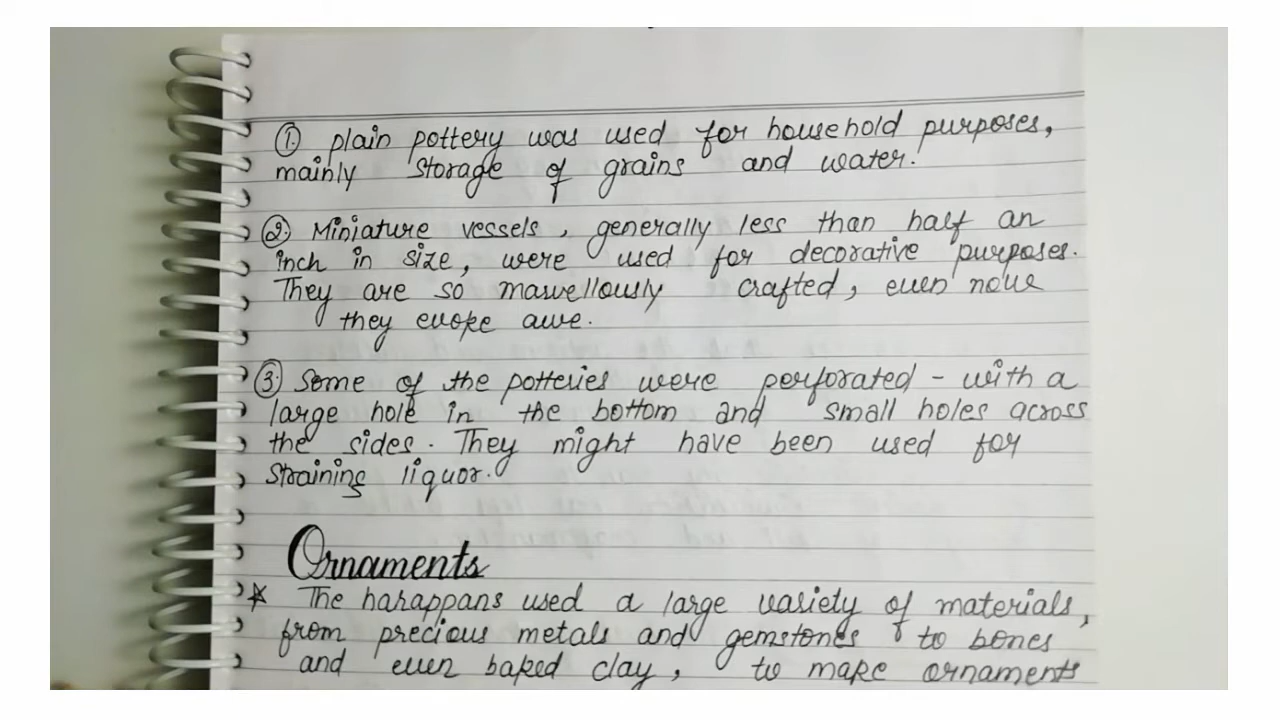 ①. plain pottery was used for household purposes,
mainly storage of grains and water.
②. Miniature vessels, generally less than half an
inch in size, were used for decorative purposes.
They are so marvellously crafted, even now
they evoke awe.
③. Some of the potteries were perforated - with a
large hole in the bottom and small holes across
the sides. They might have been used for
straining liquor.
Ornaments
* The harappans used a large variety of materials,
from precious metals and gemstones to bones
and even baked clay, to make ornaments